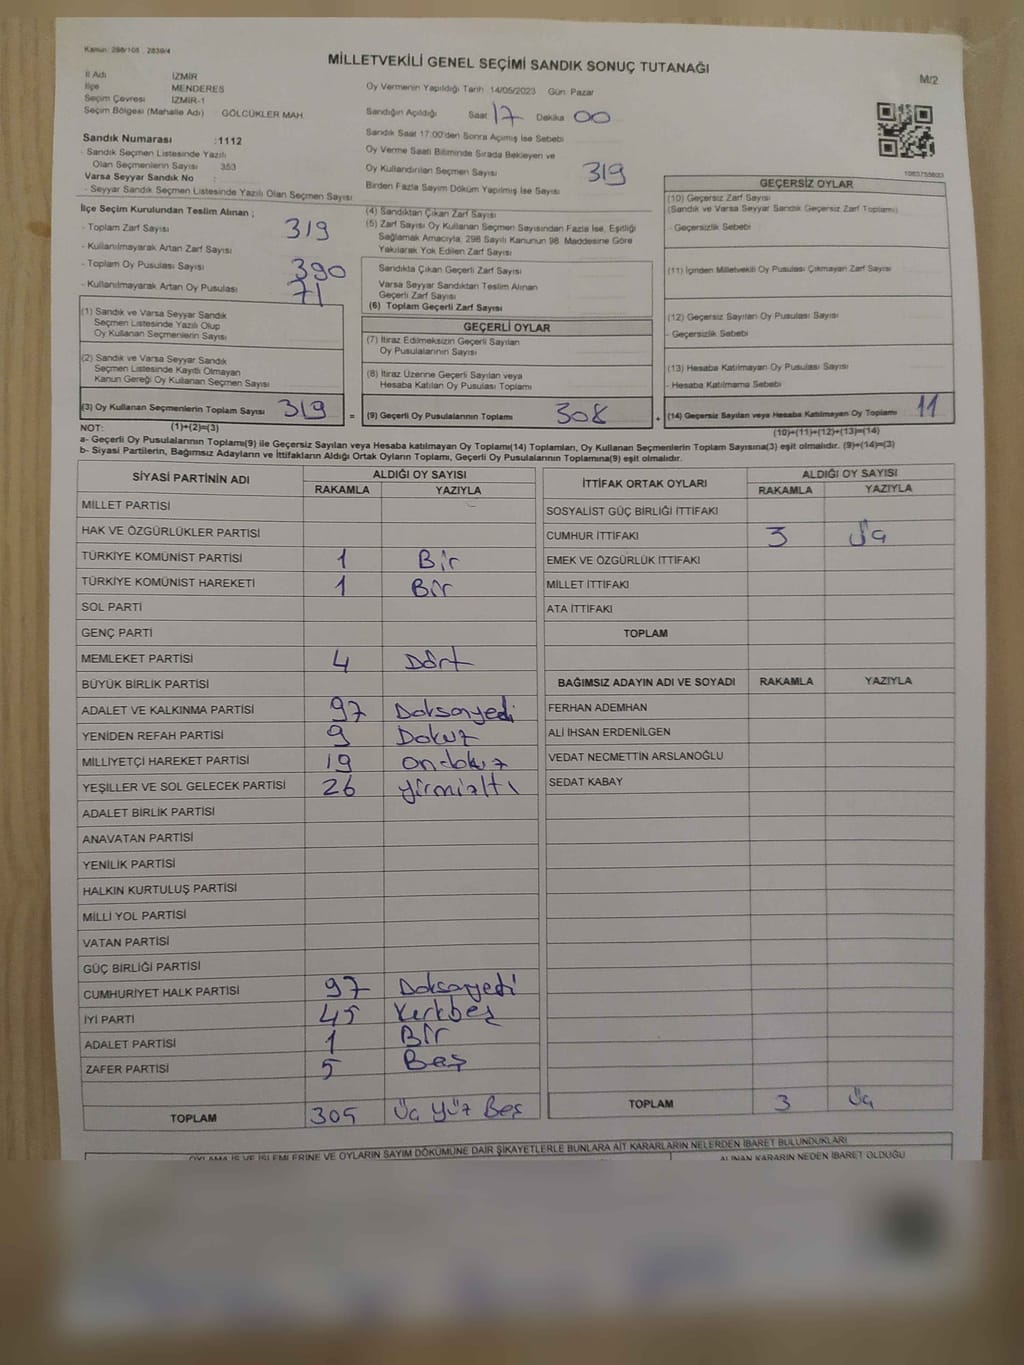 Kanun: 298/105 , 2839/4
MİLLETVEKİLİ GENEL SEÇİMİ SANDIK SONUÇ TUTANAĞI
M/2
İl Adı İZMİR
İlçe MENDERES
Seçim Çevresi İZMİR-1
Seçim Bölgesi (Mahalle Adı) : GÖLCÜKLER MAH.
Oy Vermenin Yapıldığı Tarih 14/05/2023 Gün: Pazar
Sandığın Açıldığı Saat 17 Dakika 00
Sandık Saat 17:00'den Sonra Açılmış İse Sebebi
Oy Verme Saati Bitiminde Sırada Bekleyen ve
Oy Kullandırılan Seçmen Sayısı 319
Birden Fazla Sayım Döküm Yapılmış İse Sayısı
Sandık Numarası :1112
- Sandık Seçmen Listesinde Yazılı
Olan Seçmenlerin Sayısı 353
Varsa Seyyar Sandık No :
- Seyyar Sandık Seçmen Listesinde Yazılı Olan Seçmen Sayısı
İlçe Seçim Kurulundan Teslim Alınan ;
- Toplam Zarf Sayısı 319
- Kullanılmayarak Artan Zarf Sayısı
- Toplam Oy Pusulası Sayısı 390
- Kullanılmayarak Artan Oy Pusulası 71
(1) Sandık ve Varsa Seyyar Sandık
Seçmen Listesinde Yazılı Olup
Oy Kullanan Seçmenlerin Sayısı
(2) Sandık ve Varsa Seyyar Sandık
Seçmen Listesinde Kayıtlı Olmayan
Kanun Gereği Oy Kullanan Seçmen Sayısı
(3) Oy Kullanan Seçmenlerin Toplam Sayısı 319 =
(4) Sandıktan Çıkan Zarf Sayısı
(5) Zarf Sayısı Oy Kullanan Seçmen Sayısından Fazla İse, Eşitliği
Sağlamak Amacıyla; 298 Sayılı Kanunun 98. Maddesine Göre
Yakılarak Yok Edilen Zarf Sayısı
Sandıkta Çıkan Geçerli Zarf Sayısı
Varsa Seyyar Sandıktan Teslim Alınan
Geçerli Zarf Sayısı
(6) Toplam Geçerli Zarf Sayısı
GEÇERLİ OYLAR
(7) İtiraz Edilmeksizin Geçerli Sayılan
Oy Pusulalarının Sayısı
(8) İtiraz Üzerine Geçerli Sayılan veya
Hesaba Katılan Oy Pusulası Toplamı
(9) Geçerli Oy Pusulalarının Toplamı 308 +
1083755603
GEÇERSİZ OYLAR
(10) Geçersiz Zarf Sayısı
(Sandık ve Varsa Seyyar Sandık Geçersiz Zarf Toplamı)
- Geçersizlik Sebebi
(11) İçinden Milletvekili Oy Pusulası Çıkmayan Zarf Sayısı
(12) Geçersiz Sayılan Oy Pusulası Sayısı
- Geçersizlik Sebebi
(13) Hesaba Katılmayan Oy Pusulası Sayısı
- Hesaba Katılmama Sebebi
(14) Geçersiz Sayılan veya Hesaba Katılmayan Oy Toplamı 11
NOT: (1)+(2)=(3)
(10)+(11)+(12)+(13)=(14)
a- Geçerli Oy Pusulalarının Toplamı(9) ile Geçersiz Sayılan veya Hesaba katılmayan Oy Toplamı(14) Toplamları, Oy Kullanan Seçmenlerin Toplam Sayısına(3) eşit olmalıdır. (9)+(14)=(3)
b- Siyasi Partilerin, Bağımsız Adayların ve İttifakların Aldığı Ortak Oyların Toplamı, Geçerli Oy Pusulalarının Toplamına(9) eşit olmalıdır.
SİYASİ PARTİNİN ADI ALDIĞI OY SAYISI
RAKAMLA YAZIYLA
MİLLET PARTİSİ
HAK VE ÖZGÜRLÜKLER PARTİSİ
TÜRKİYE KOMÜNİST PARTİSİ 1 Bir
TÜRKİYE KOMÜNİST HAREKETİ 1 Bir
SOL PARTİ
GENÇ PARTİ
MEMLEKET PARTİSİ 4 Dört
BÜYÜK BİRLİK PARTİSİ
ADALET VE KALKINMA PARTİSİ 97 Doksanyedi
YENİDEN REFAH PARTİSİ 9 Dokuz
MİLLİYETÇİ HAREKET PARTİSİ 19 ondokuz
YEŞİLLER VE SOL GELECEK PARTİSİ 26 yirmialtı
ADALET BİRLİK PARTİSİ
ANAVATAN PARTİSİ
YENİLİK PARTİSİ
HALKIN KURTULUŞ PARTİSİ
MİLLİ YOL PARTİSİ
VATAN PARTİSİ
GÜÇ BİRLİĞİ PARTİSİ
CUMHURİYET HALK PARTİSİ 97 Doksanyedi
İYİ PARTİ 45 Kırkbeş
ADALET PARTİSİ 1 Bir
ZAFER PARTİSİ 5 Beş
TOPLAM 305 Üç Yüz Beş
İTTİFAK ORTAK OYLARI ALDIĞI OY SAYISI
RAKAMLA YAZIYLA
SOSYALİST GÜÇ BİRLİĞİ İTTİFAKI
CUMHUR İTTİFAKI 3 Üç
EMEK VE ÖZGÜRLÜK İTTİFAKI
MİLLET İTTİFAKI
ATA İTTİFAKI
TOPLAM
BAĞIMSIZ ADAYIN ADI VE SOYADI RAKAMLA YAZIYLA
FERHAN ADEMHAN
ALİ İHSAN ERDENİLGEN
VEDAT NECMETTİN ARSLANOĞLU
SEDAT KABAY
TOPLAM 3 Üç
OYLAMA İŞ VE İŞLEMLERİNE VE OYLARIN SAYIM DÖKÜMÜNE DAİR ŞİKAYETLERLE BUNLARA AİT KARARLARIN NELERDEN İBARET BULUNDUKLARI
ALINAN KARARIN NEDEN İBARET OLDUĞU